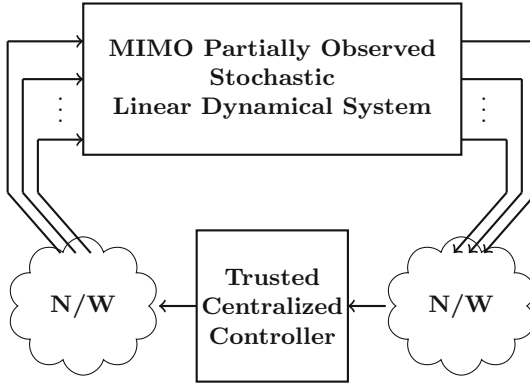 MIMO Partially Observed
Stochastic
Linear Dynamical System
N/W
Trusted
Centralized
Controller
N/W